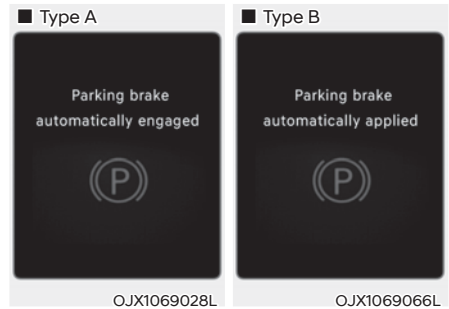 ■ Type A
Parking brake
automatically engaged
P
OJX1069028L
■ Type B
Parking brake
automatically applied
P
OJX1069066L